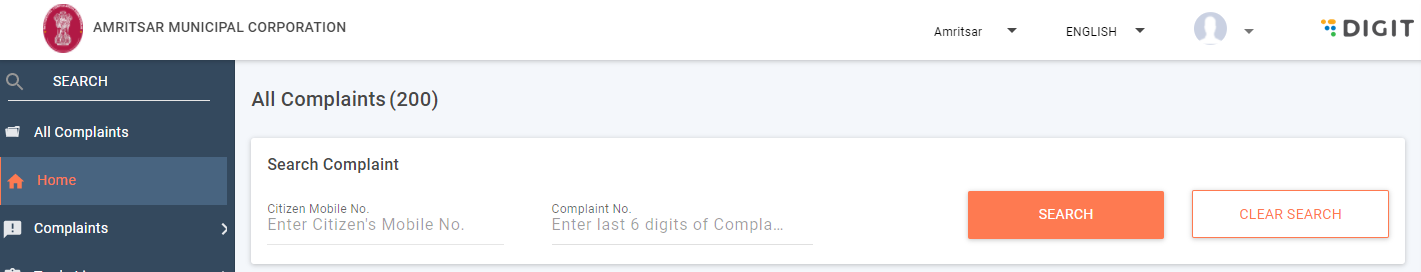 AMRITSAR MUNICIPAL CORPORATION
Amritsar
ENGLISH
DIGIT
SEARCH
All Complaints
Home
Complaints
All Complaints (200)
Search Complaint
Citizen Mobile No.
Enter Citizen's Mobile No.
Complaint No.
Enter last 6 digits of Compla...
SEARCH
CLEAR SEARCH